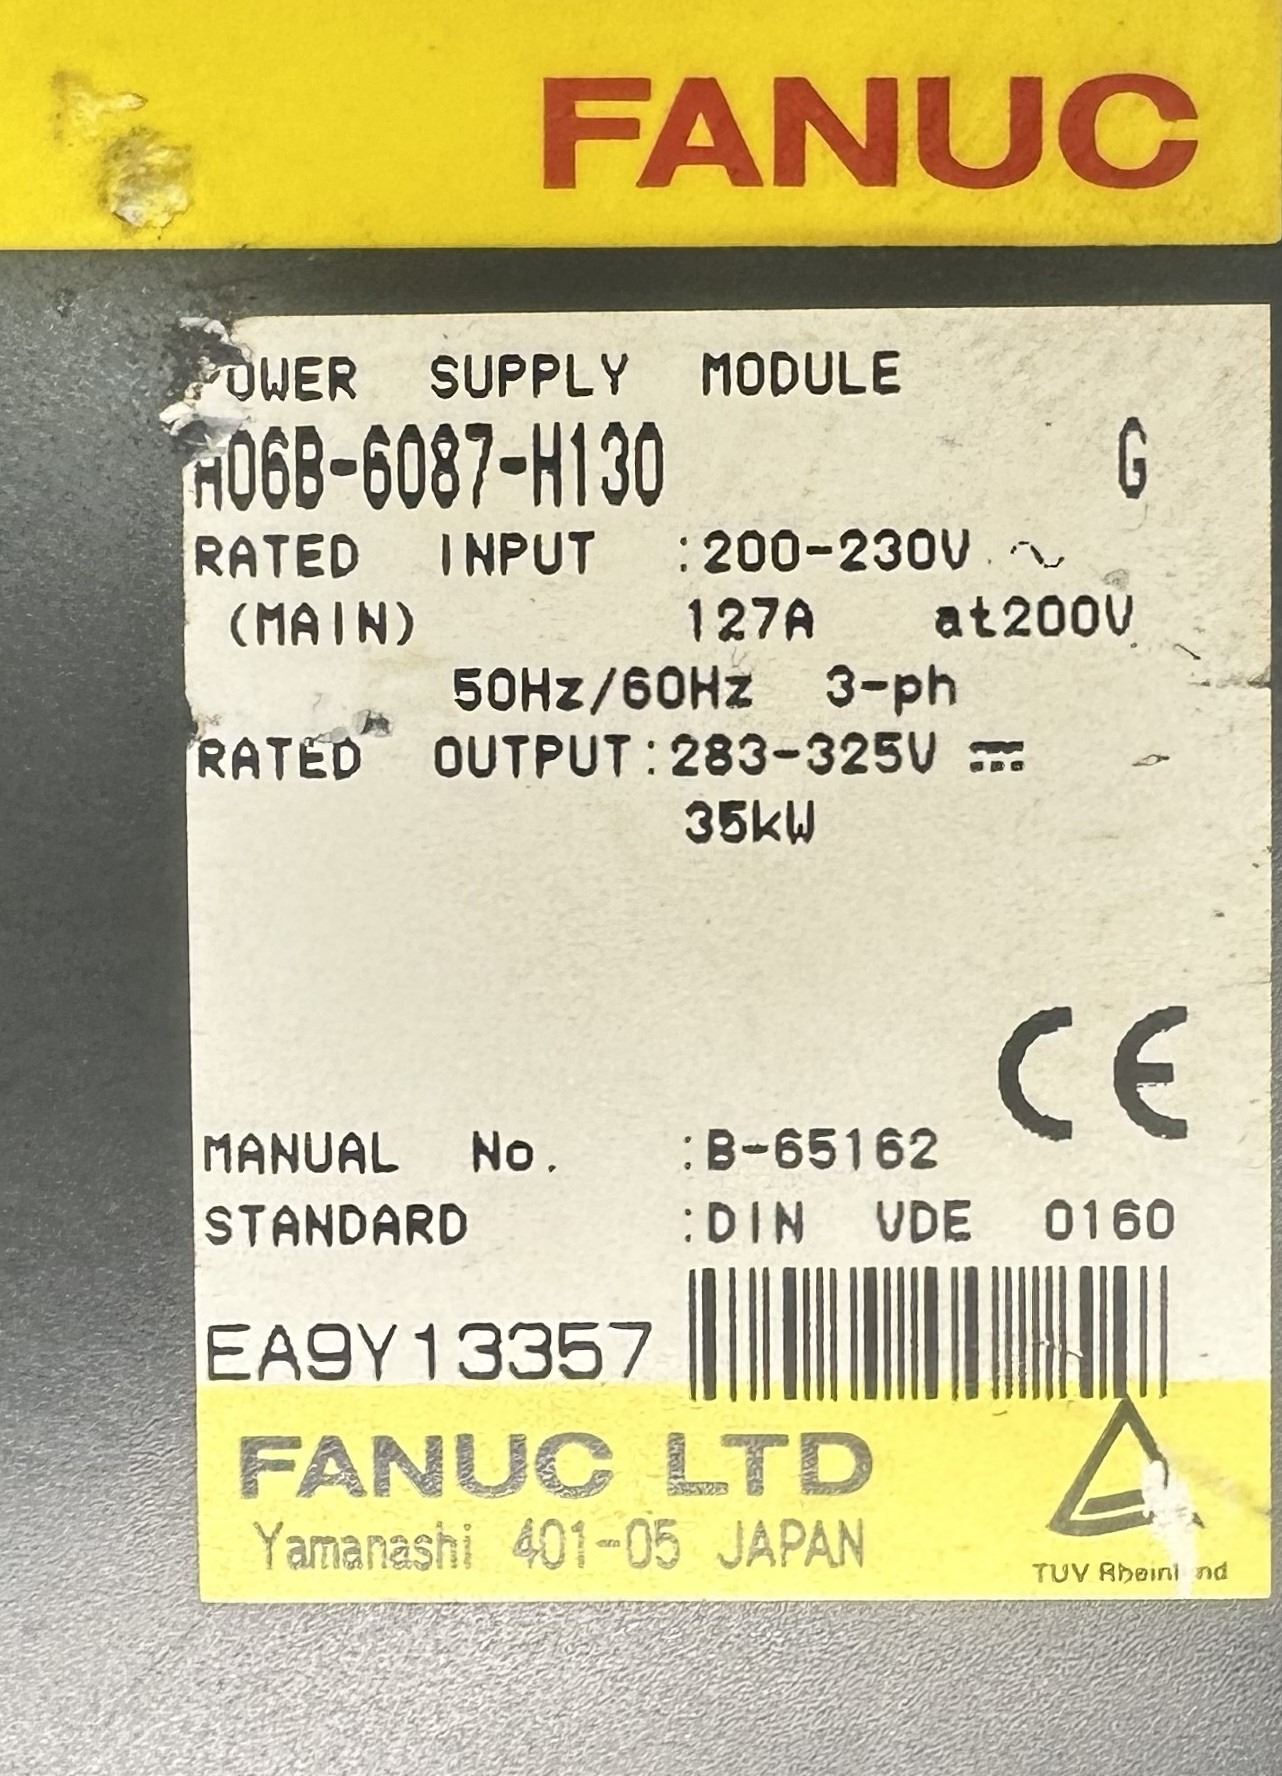 FANUC
POWER SUPPLY MODULE
A06B-6087-H130 G
RATED INPUT :200-230V ~
(MAIN) 127A at200V
50Hz/60Hz 3-ph
RATED OUTPUT:283-325V ⎓
35kW
CE
MANUAL No. :B-65162
STANDARD :DIN VDE 0160
EA9Y13357
FANUC LTD
Yamanashi 401-05 JAPAN
TUV Rheinland